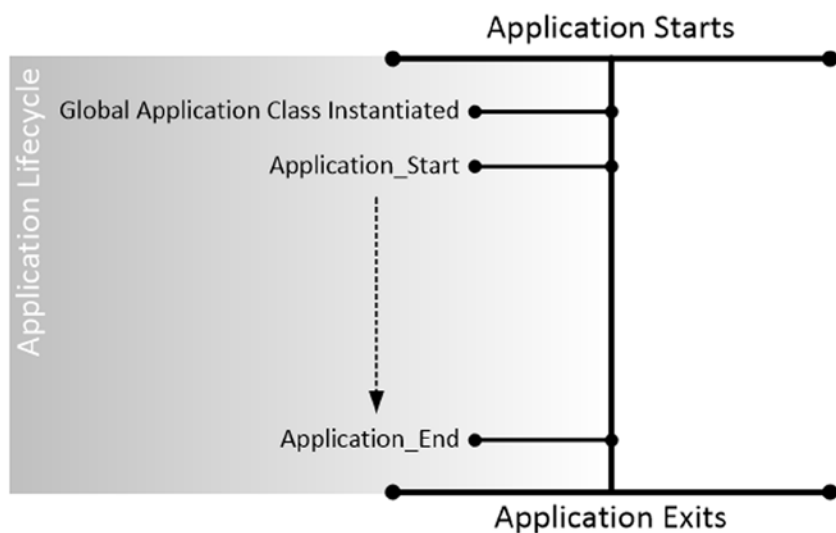 Application Starts
Application Lifecycle
Global Application Class Instantiated
Application_Start
Application_End
Application Exits